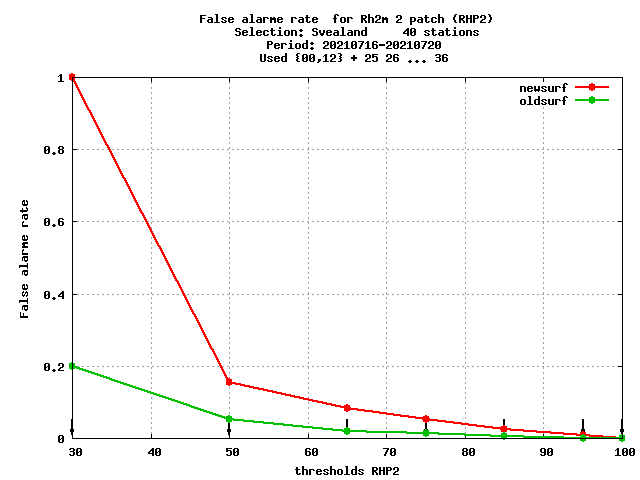 False alarme rate  for Rh2m 2 patch (RHP2)
Selection: Svealand     40 stations
Period: 20210716-20210720
Used {00,12} + 25 26 ... 36
newsurf
oldsurf
1
0.8
0.6
0.4
0.2
0
False alarme rate
30 40 50 60 70 80 90 100
thresholds RHP2